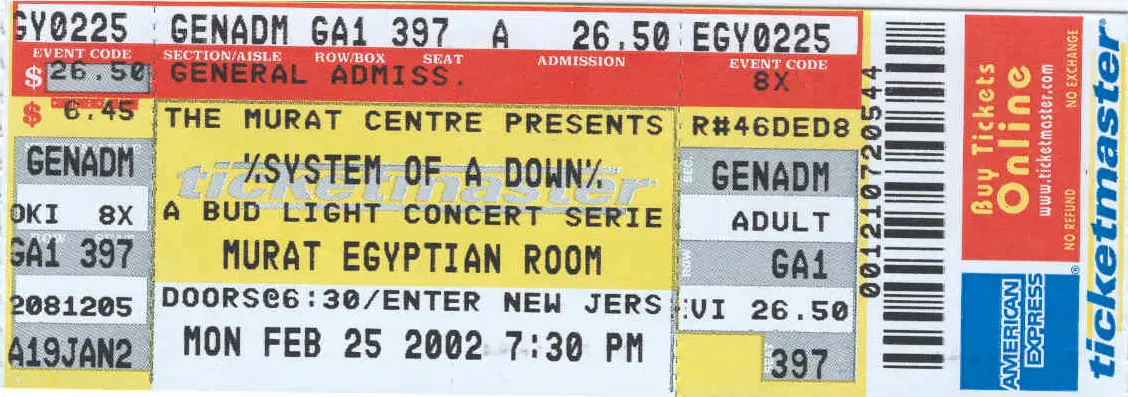 EGY0225 GENADM GA1 397 A 26.50 EGY0225
EVENT CODE SECTION/AISLE ROW/BOX SEAT ADMISSION EVENT CODE
$ 26.50 GENERAL ADMISS. 8X
$ 6.45 THE MURAT CENTRE PRESENTS R#46DED8
GENADM %SYSTEM OF A DOWN% GENADM
ticketmaster
OKI 8X A BUD LIGHT CONCERT SERIE ADULT
GA1 397 MURAT EGYPTIAN ROOM GA1
2081205 DOORS@6:30/ENTER NEW JERS VI 26.50
A19JAN2 MON FEB 25 2002 7:30 PM 397
SEC.
ROW
0012110720544
Buy Tickets
Online
www.ticketmaster.com
NO REFUND NO EXCHANGE
AMERICAN
EXPRESS
®
ticketmaster